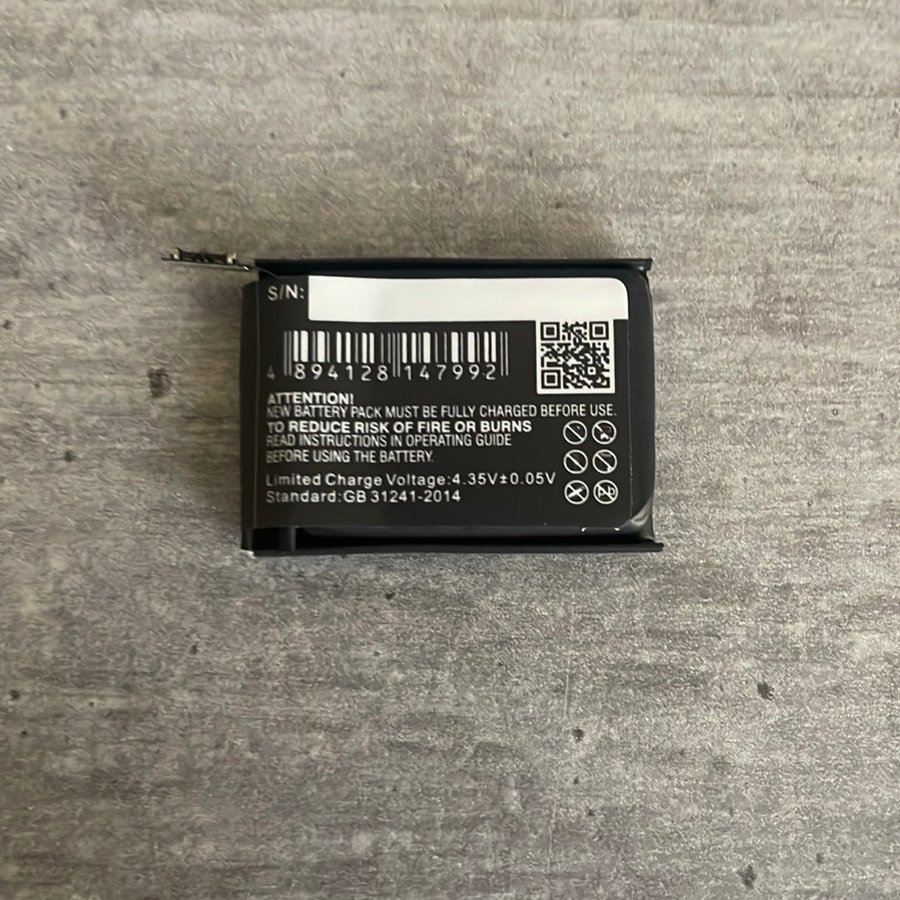 S/N:
4 894128 147992
ATTENTION!
NEW BATTERY PACK MUST BE FULLY CHARGED BEFORE USE.
TO REDUCE RISK OF FIRE OR BURNS
READ INSTRUCTIONS IN OPERATING GUIDE
BEFORE USING THE BATTERY.
Limited Charge Voltage:4.35V±0.05V
Standard:GB 31241-2014
Pb